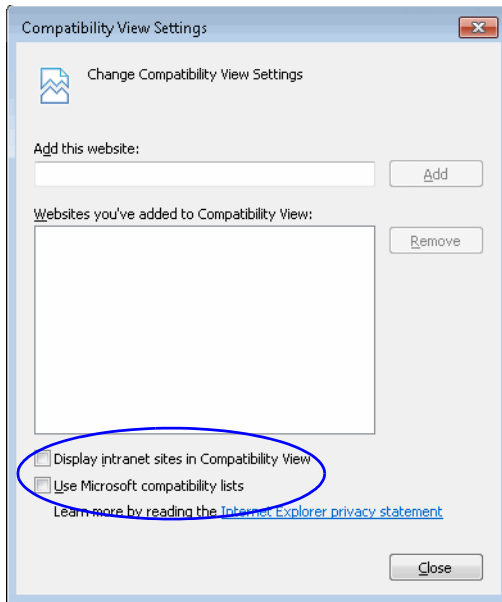 Compatibility View Settings
Change Compatibility View Settings
Add this website:
Add
Websites you've added to Compatibility View:
Remove
Display intranet sites in Compatibility View
Use Microsoft compatibility lists
Learn more by reading the Internet Explorer privacy statement
Close